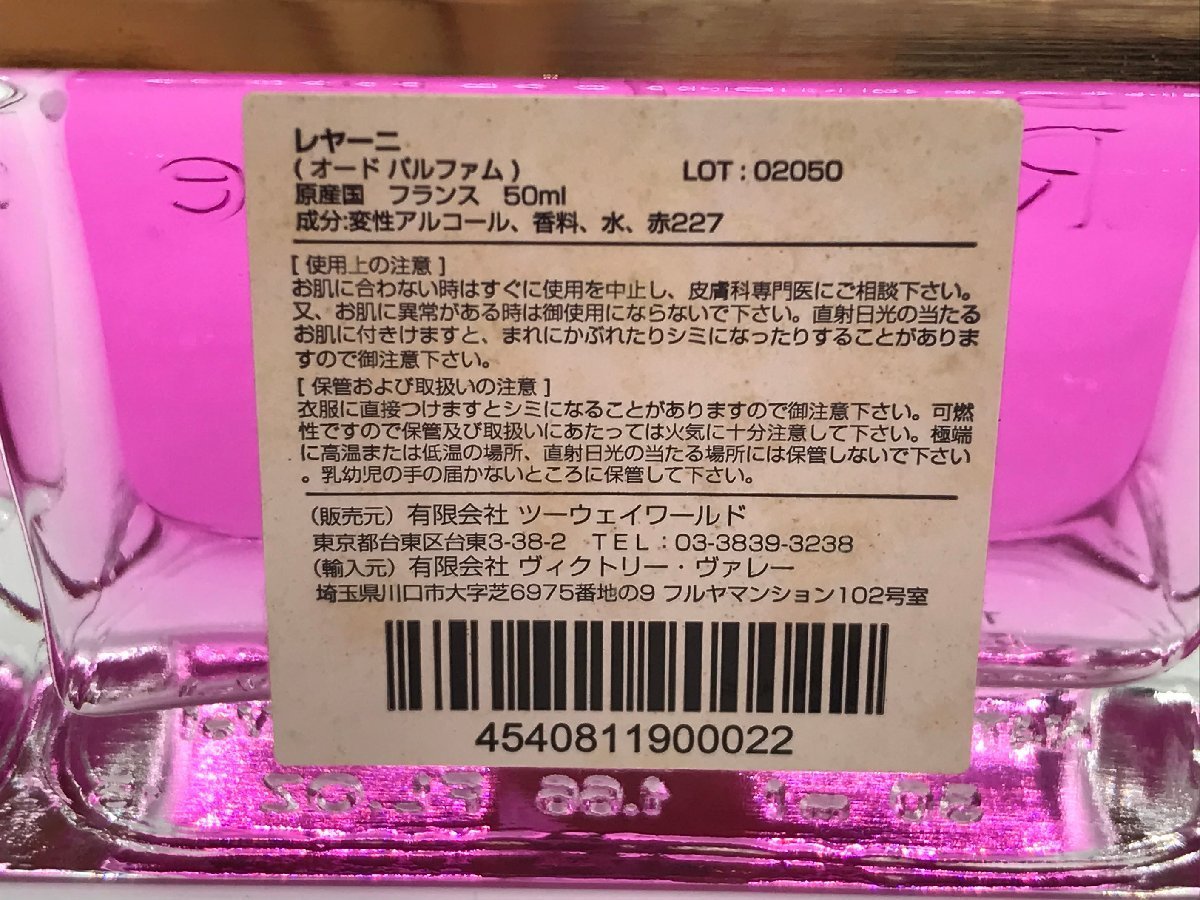 レヤーニ
( オード パルファム )
LOT : 02050
原産国 フランス 50ml
成分:変性アルコール、香料、水、赤227
[ 使用上の注意 ]
お肌に合わない時はすぐに使用を中止し、皮膚科専門医にご相談下さい。
又、お肌に異常がある時は御使用にならないで下さい。直射日光の当たる
お肌に付きけますと、まれにかぶれたりシミになったりすることがありま
すので御注意下さい。
[ 保管および取扱いの注意 ]
衣服に直接つけますとシミになることがありますので御注意下さい。可燃
性ですので保管及び取扱いにあたっては火気に十分注意して下さい。極端
に高温または低温の場所、直射日光の当たる場所には保管しないで下さい
。乳幼児の手の届かないところに保管して下さい。
(販売元) 有限会社 ツーウェイワールド
東京都台東区台東3-38-2 TEL : 03-3839-3238
(輸入元) 有限会社 ヴィクトリー・ヴァレー
埼玉県川口市大字芝6975番地の9 フルヤマンション102号室
4540811900022
50 ml 1.66 FL.OZ